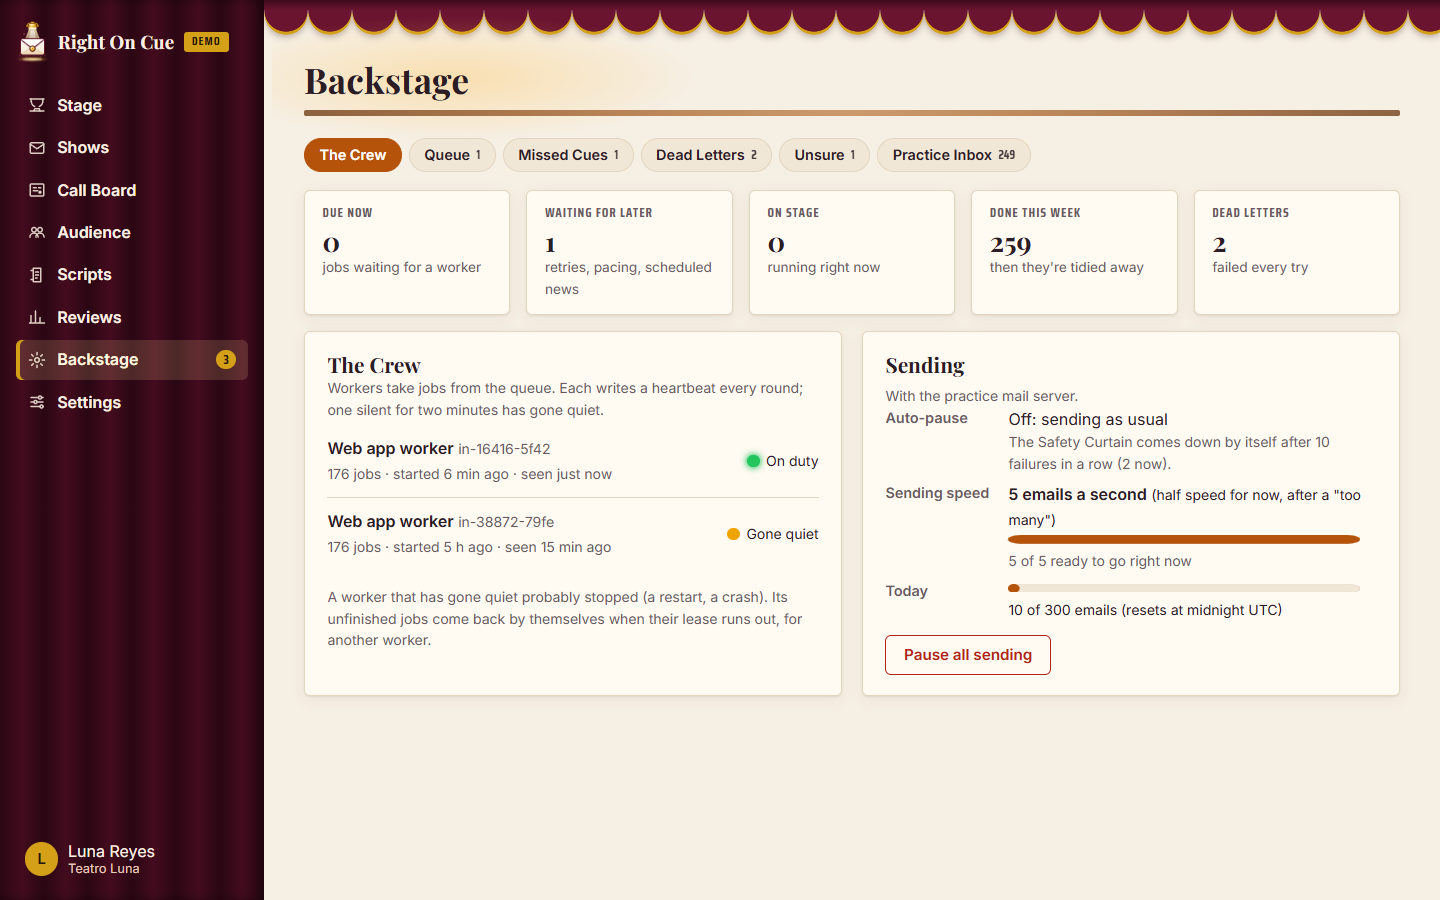 Right On Cue DEMO
Stage
Shows
Call Board
Audience
Scripts
Reviews
Backstage 3
Settings
L
Luna Reyes
Teatro Luna
Backstage
The Crew
Queue 1
Missed Cues 1
Dead Letters 2
Unsure 1
Practice Inbox 249
DUE NOW
0
jobs waiting for a worker
WAITING FOR LATER
1
retries, pacing, scheduled
news
ON STAGE
0
running right now
DONE THIS WEEK
259
then they're tidied away
DEAD LETTERS
2
failed every try
The Crew
Workers take jobs from the queue. Each writes a heartbeat every round;
one silent for two minutes has gone quiet.
Web app worker in-16416-5f42
176 jobs · started 6 min ago · seen just now
On duty
Web app worker in-38872-79fe
176 jobs · started 5 h ago · seen 15 min ago
Gone quiet
A worker that has gone quiet probably stopped (a restart, a crash). Its
unfinished jobs come back by themselves when their lease runs out, for
another worker.
Sending
With the practice mail server.
Auto-pause
Off: sending as usual
The Safety Curtain comes down by itself after 10
failures in a row (2 now).
Sending speed
5 emails a second (half speed for now, after a "too
many")
5 of 5 ready to go right now
Today
10 of 300 emails (resets at midnight UTC)
Pause all sending